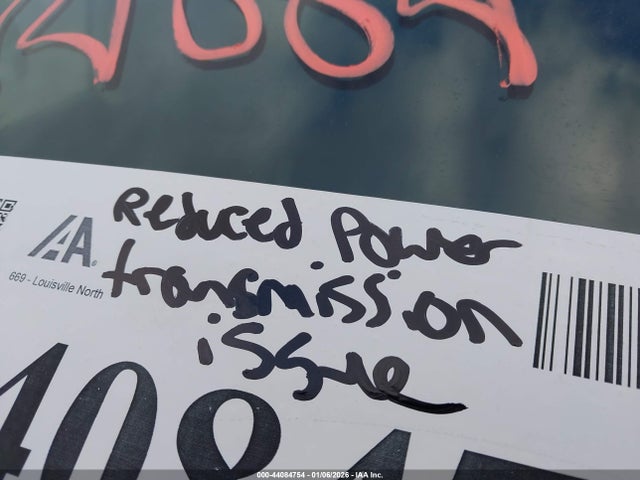 Reduced Power
IAA
669 - Louisville North
transmission
issue
000-44084754 - 01/06/2026 - IAA Inc.